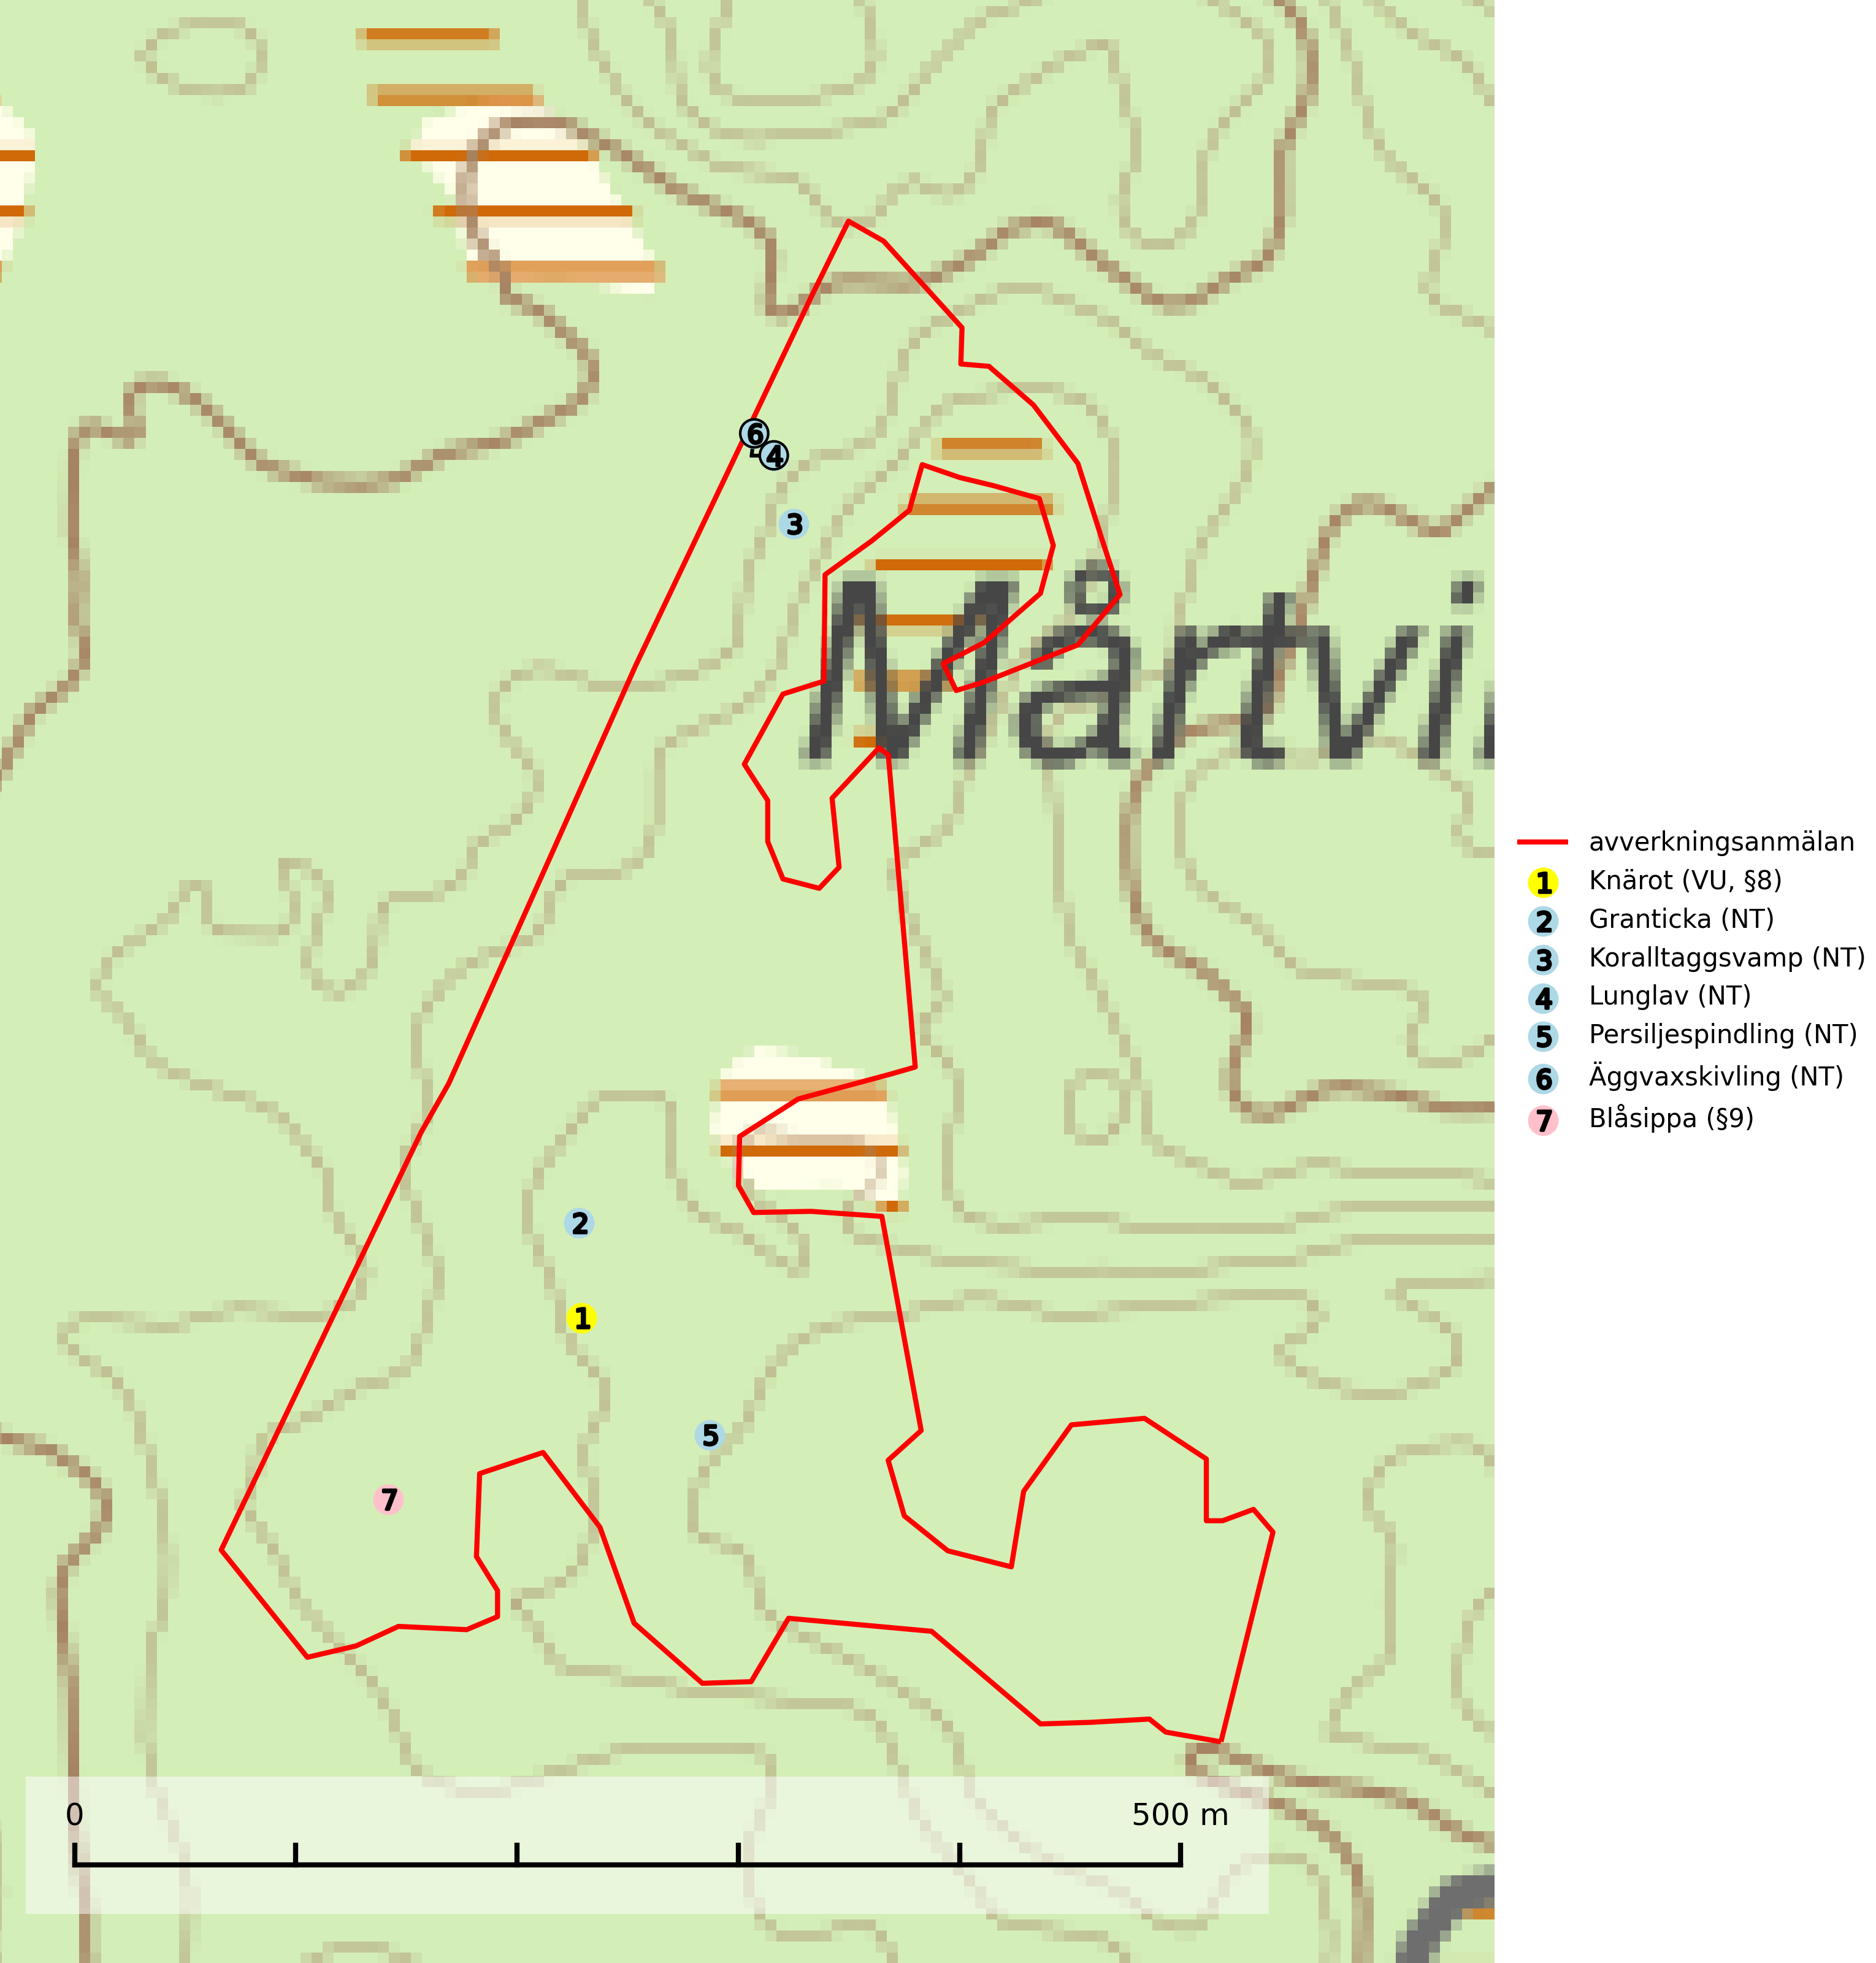 6
4
3
Mårtvi
2
1
5
7
0
500 m
avverkningsanmälan
1 Knärot (VU, §8)
2 Granticka (NT)
3 Koralltaggsvamp (NT)
4 Lunglav (NT)
5 Persiljespindling (NT)
6 Äggvaxskivling (NT)
7 Blåsippa (§9)